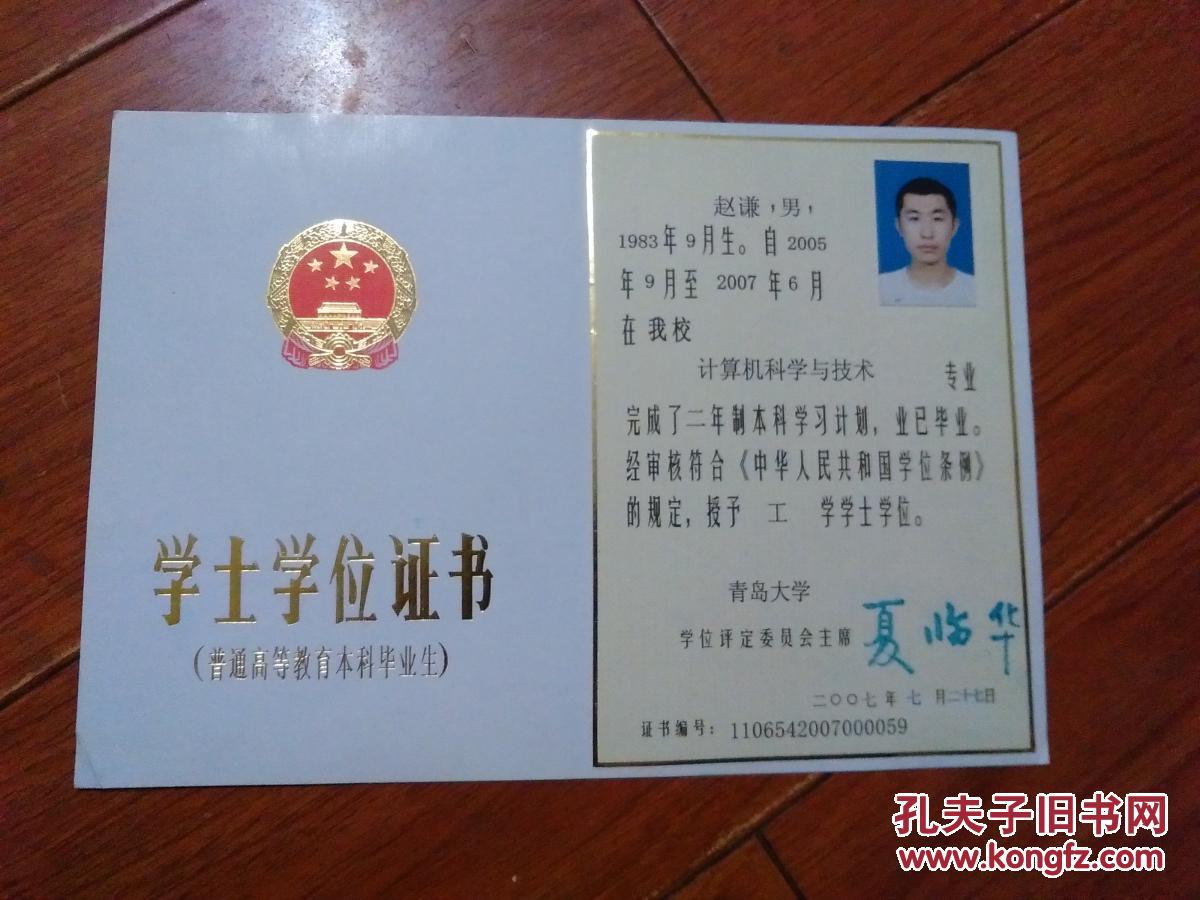 学士学位证书
(普通高等教育本科毕业生)
赵谦,男,
1983年9月生。自2005
年9月至 2007 年6月
在我校
计算机科学与技术 专业
完成了二年制本科学习计划,业已毕业。
经审核符合《中华人民共和国学位条例》
的规定,授予 工 学学士学位。
青岛大学
学位评定委员会主席 夏临华
二〇〇七年 七 月二十七日
证书编号:1106542007000059
孔夫子旧书网
www.kongfz.com